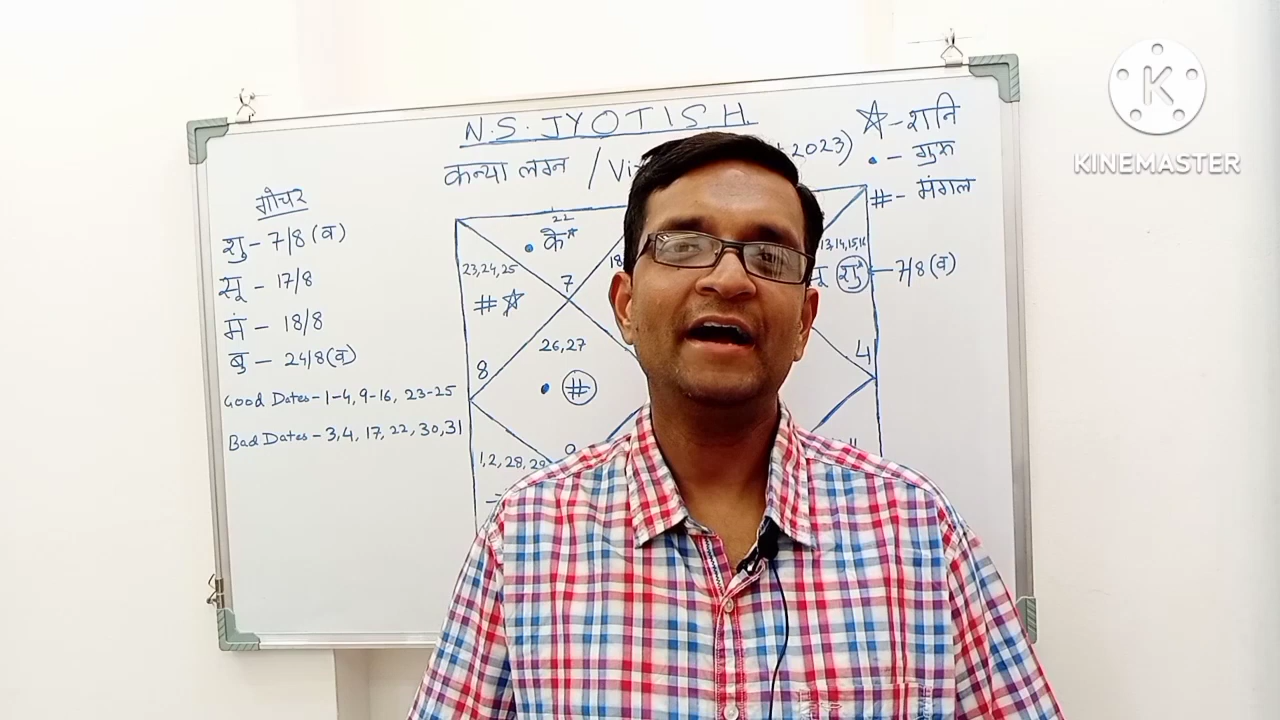 N.S. JYOTISH
कन्या लग्न / Vi 2023)
☆ - शनि
• - गुरु
# - मंगल
KINEMASTER
गोचर
शु - 7/8 (व)
सू - 17/8
मं - 18/8
बु - 24/8 (व)
Good Dates - 1-4, 9-16, 23-25
Bad Dates - 3,4, 17, 22, 30, 31
22
• के*
23, 24, 25
# ☆
7
18
13, 14, 15, 16
सू शु
7/8 (व)
26, 27
8
4
• #
1, 2, 28, 29